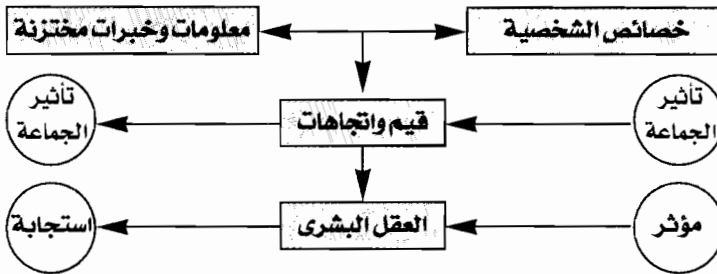 خصائص الشخصية
معلومات وخبرات مختزنة
تأثير
الجماعة
قيم واتجاهات
تأثير
الجماعة
مؤثر
العقل البشرى
استجابة